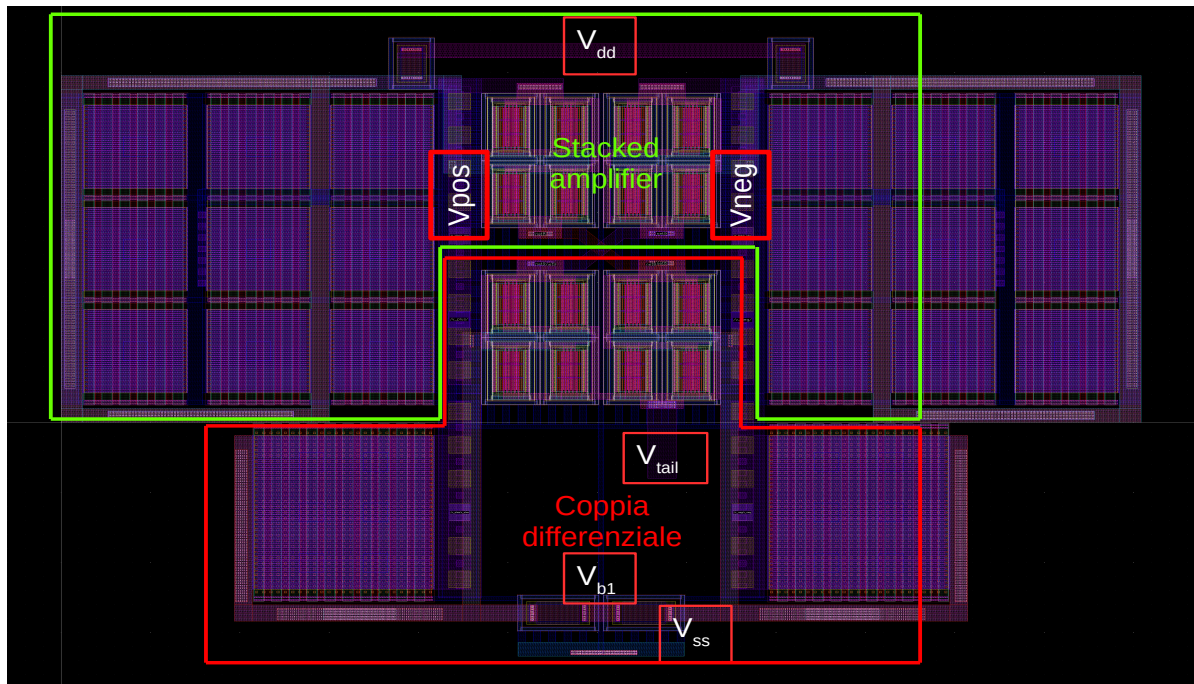 Vdd
Stacked
amplifier
Vpos
Vneg
Vtail
Coppia
differenziale
Vb1
Vss